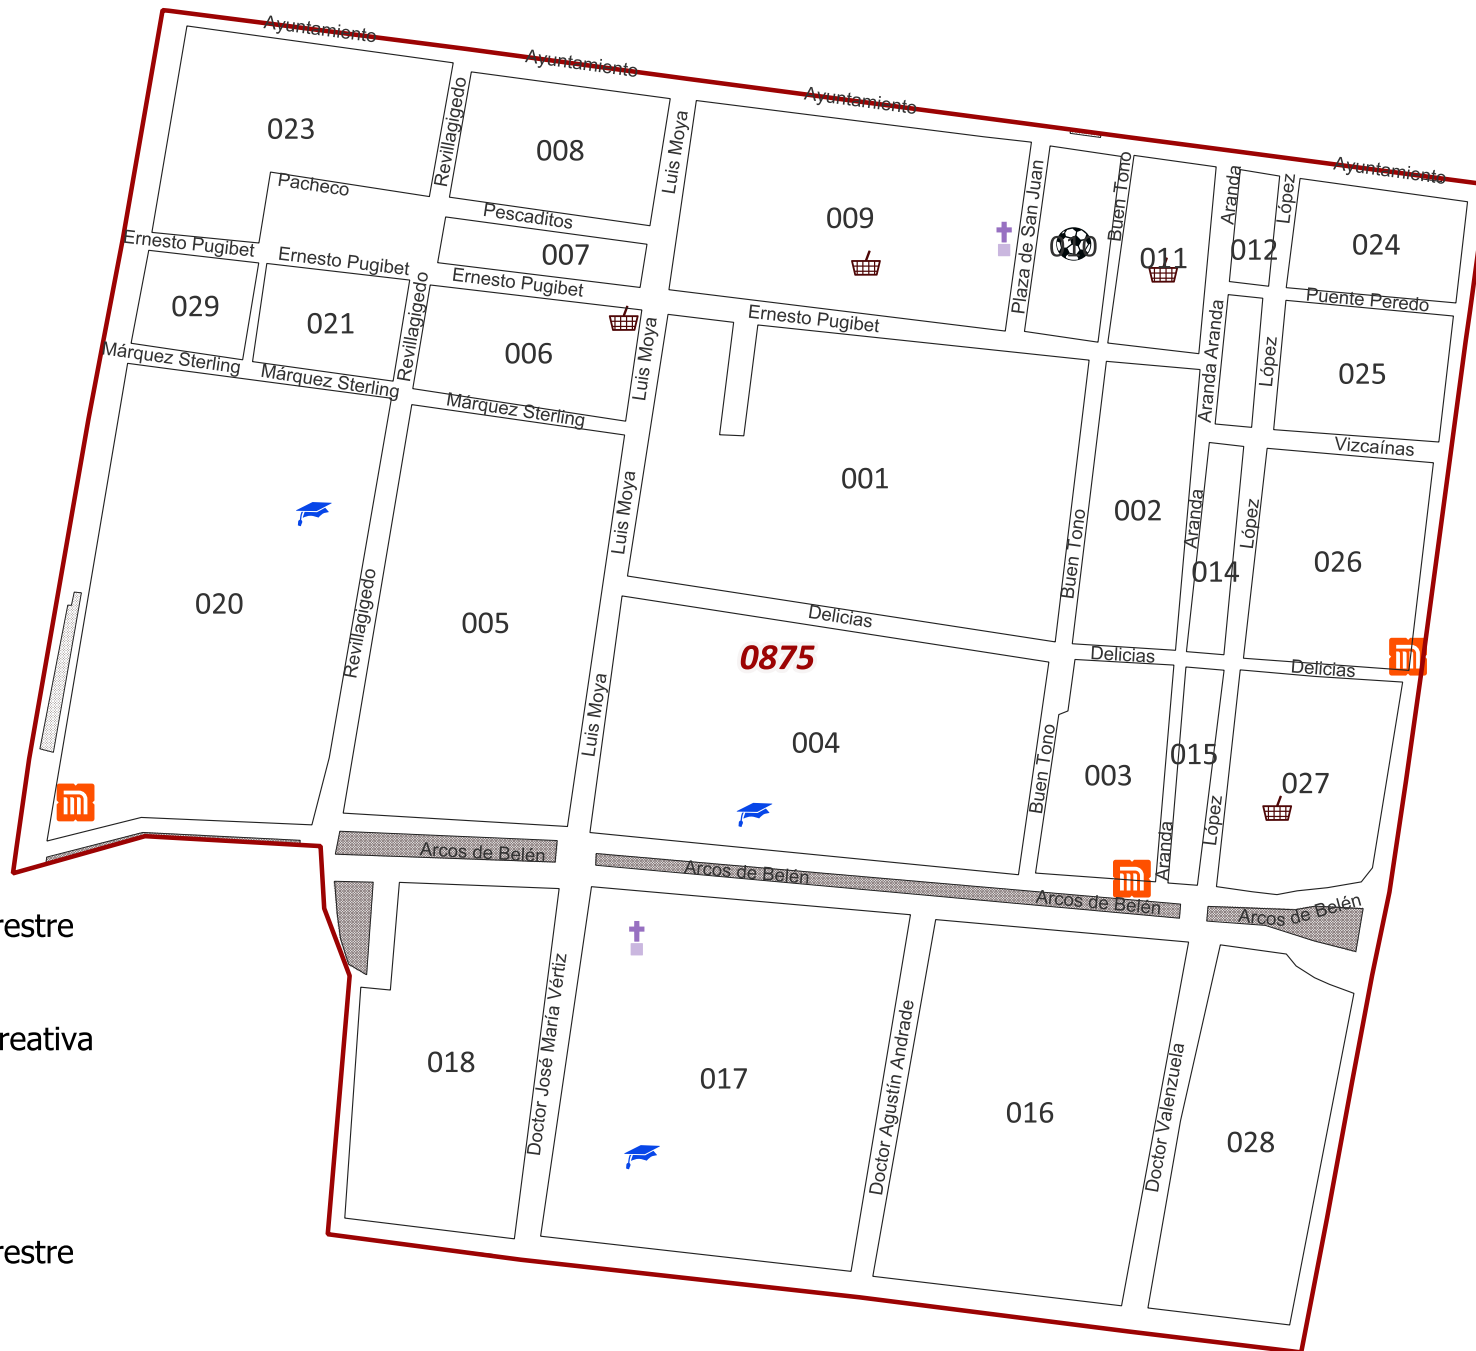 Ayuntamiento
Ayuntamiento
Ayuntamiento
Ayuntamiento
023
Revillagigedo
008
Luis Moya
009
Plaza de San Juan
Buen Tono
011
Aranda
012
López
024
Pacheco
Pescaditos
007
Ernesto Pugibet
Ernesto Pugibet
Ernesto Pugibet
Ernesto Pugibet
Puente Peredo
029
021
Revillagigedo
006
Luis Moya
Aranda
Aranda
López
025
Márquez Sterling
Márquez Sterling
Márquez Sterling
Vizcaínas
001
002
Luis Moya
Buen Tono
Aranda
014
López
026
020
Revillagigedo
005
Delicias
Delicias
Delicias
0875
Luis Moya
004
Buen Tono
003
015
Aranda
López
027
Arcos de Belén
Arcos de Belén
Arcos de Belén
Arcos de Belén
restre
reativa
restre
018
Doctor José María Vértiz
017
Doctor Agustín Andrade
016
Doctor Valenzuela
028